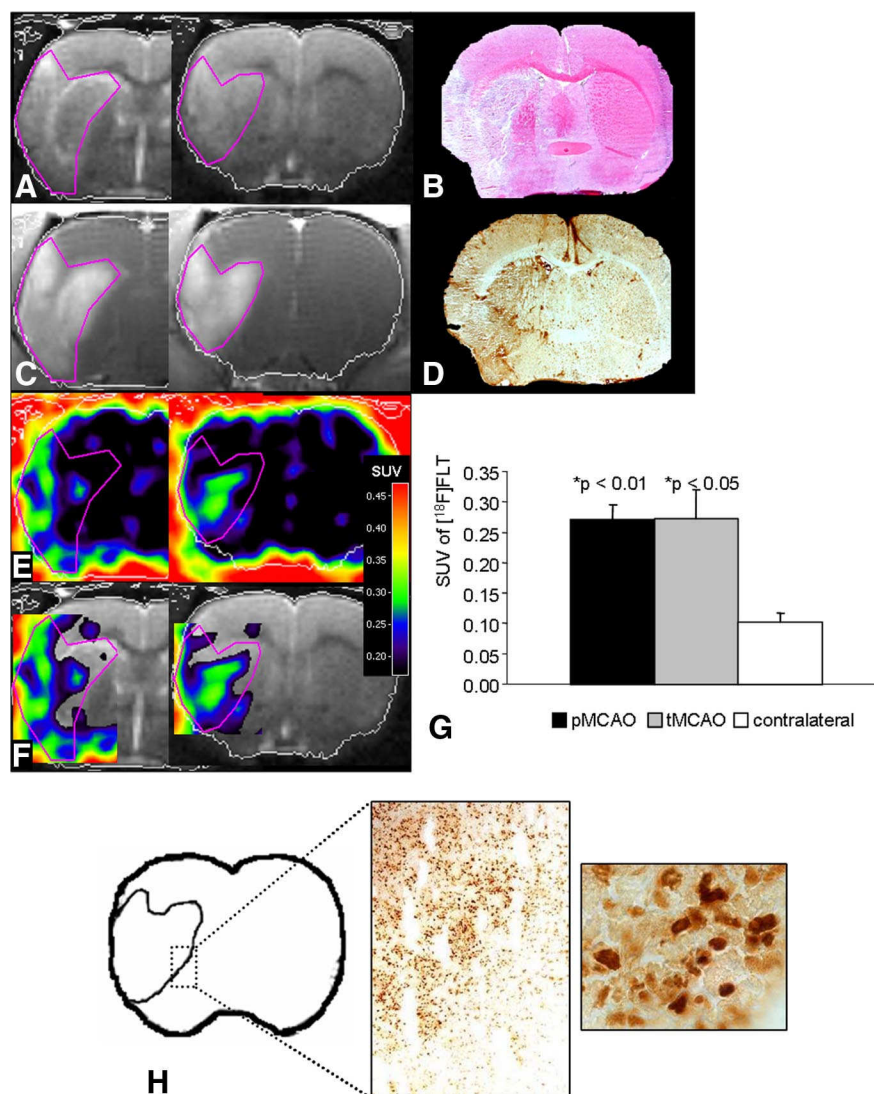 A
B
C
D
E
SUV
0.45
0.40
0.35
0.30
0.25
0.20
F
SUV of [¹⁸F]FLT
0.35
0.30
0.25
0.20
0.15
0.10
0.05
0.00
*p < 0.01 *p < 0.05
G
pMCAO tMCAO contralateral
H